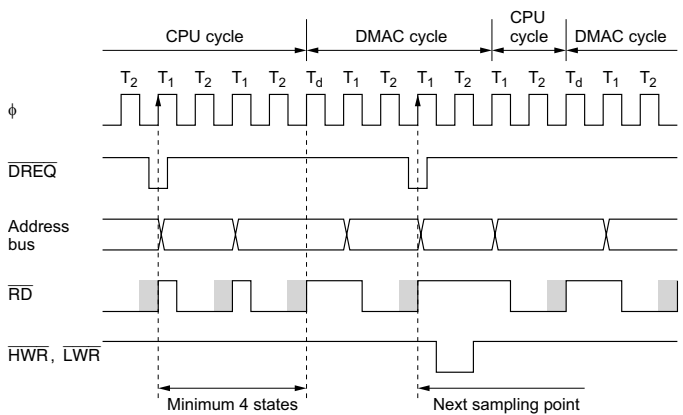 CPU cycle DMAC cycle CPU cycle DMAC cycle
T2 T1 T2 T1 T2 Td T1 T2 T1 T2 T1 T2 Td T1 T2
φ
DREQ
Address
bus
RD
HWR, LWR
Minimum 4 states Next sampling point